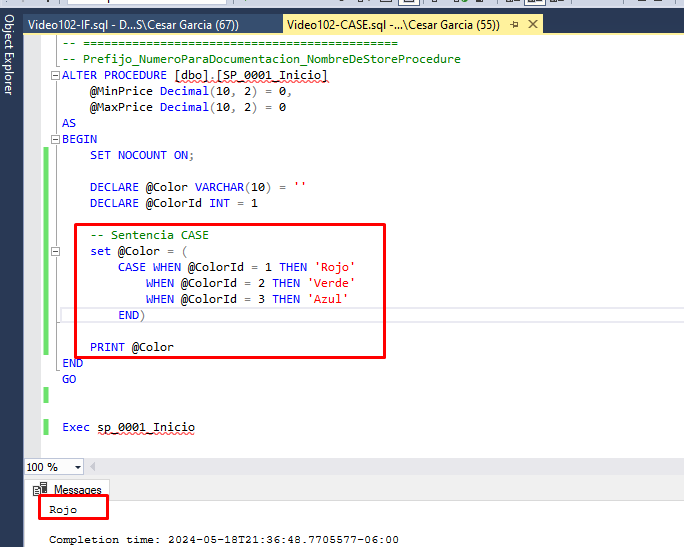 Video102-IF.sql - D...S\Cesar Garcia (67))
Video102-CASE.sql -...\Cesar Garcia (55))
Object Explorer
-- ==========================================
-- Prefijo_NumeroParaDocumentacion_NombreDeStoreProcedure
ALTER PROCEDURE [dbo].[SP_0001_Inicio]
@MinPrice Decimal(10, 2) = 0,
@MaxPrice Decimal(10, 2) = 0
AS
BEGIN
SET NOCOUNT ON;
DECLARE @Color VARCHAR(10) = ''
DECLARE @ColorId INT = 1
-- Sentencia CASE
set @Color = (
CASE WHEN @ColorId = 1 THEN 'Rojo'
WHEN @ColorId = 2 THEN 'Verde'
WHEN @ColorId = 3 THEN 'Azul'
END)
PRINT @Color
END
GO
Exec sp_0001_Inicio
100 %
Messages
Rojo
Completion time: 2024-05-18T21:36:48.7705577-06:00